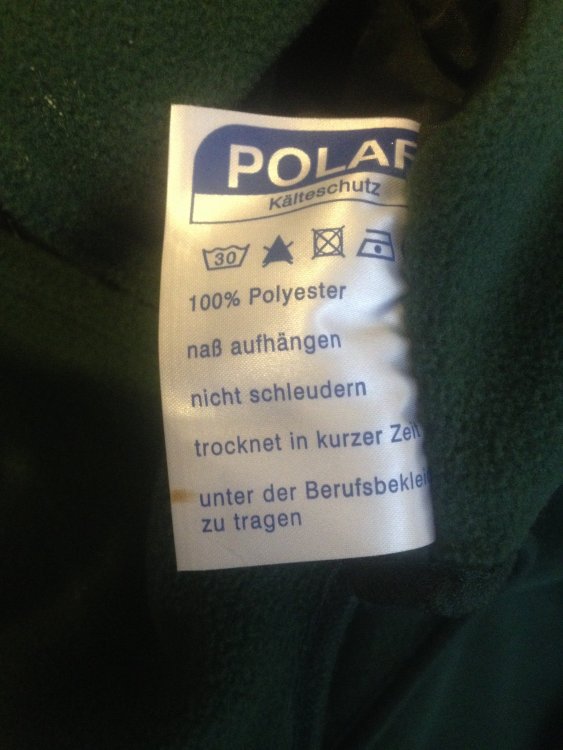 POLAR
Kälteschutz
30
100% Polyester
naß aufhängen
nicht schleudern
trocknet in kurzer Zeit
unter der Berufsbeklei
zu tragen